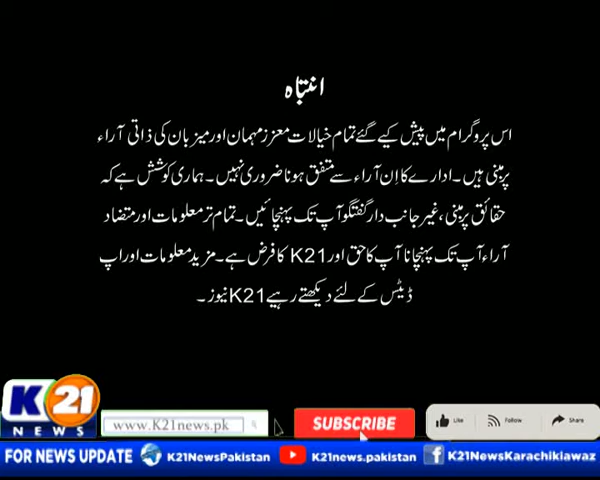 انتباہ
اس پروگرام میں پیش کیے گئے تمام خیالات معزز مہمان اور میزبان کی ذاتی آراء
پر مبنی ہیں۔ ادارے کا اِن آراء سے متفق ہونا ضروری نہیں۔ ہماری کوشش ہے کہ
حقائق پر مبنی، غیر جانب دار گفتگو آپ تک پہنچائیں۔ تمام تر معلومات اور متضاد
آراء آپ تک پہنچانا آپ کا حق اور K21 کا فرض ہے۔ مزید معلومات اور اپ
ڈیٹس کے لئے دیکھتے رہیے K21 نیوز۔
K21
NEWS
www.K21news.pk
SUBSCRIBE
Like
Follow
Share
FOR NEWS UPDATE
K21NewsPakistan
k21news.pakistan
K21NewsKarachikiawaz